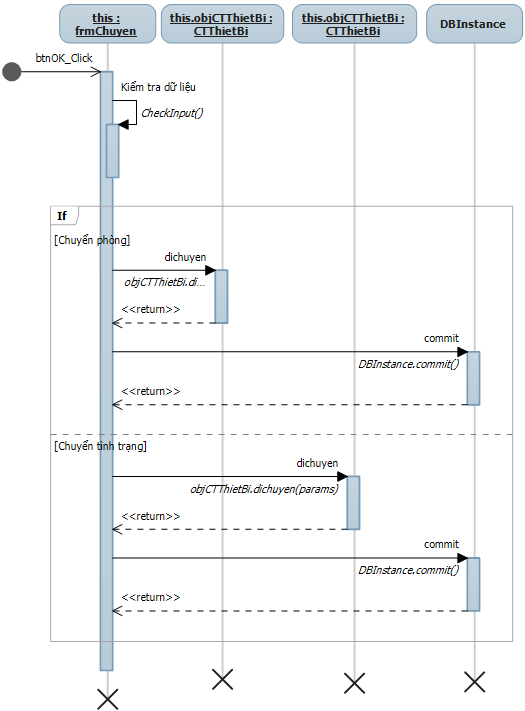 this :
frmChuyen
this.objCTThietBi :
CTThietBi
this.objCTThietBi :
CTThietBi
DBInstance
btnOK_Click
Kiểm tra dữ liệu
CheckInput()
If
[Chuyển phòng]
dichuyen
objCTThietBi.di...
<<return>>
commit
DBInstance.commit()
<<return>>
[Chuyển tình trạng]
dichuyen
objCTThietBi.dichuyen(params)
<<return>>
commit
DBInstance.commit()
<<return>>